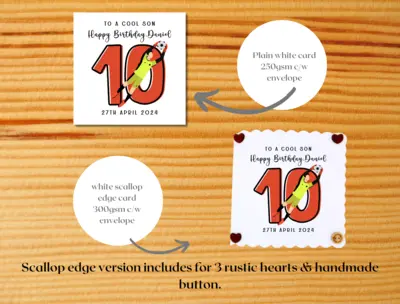 TO A COOL SON
Happy Birthday Daniel
10
27TH APRIL 2024
Plain white card
250gsm c/w
envelope
white scallop
edge card
300gsm c/w
envelope
TO A COOL SON
Happy Birthday Daniel
10
27TH APRIL 2024
Scallop edge version includes for 3 rustic hearts & handmade
button.